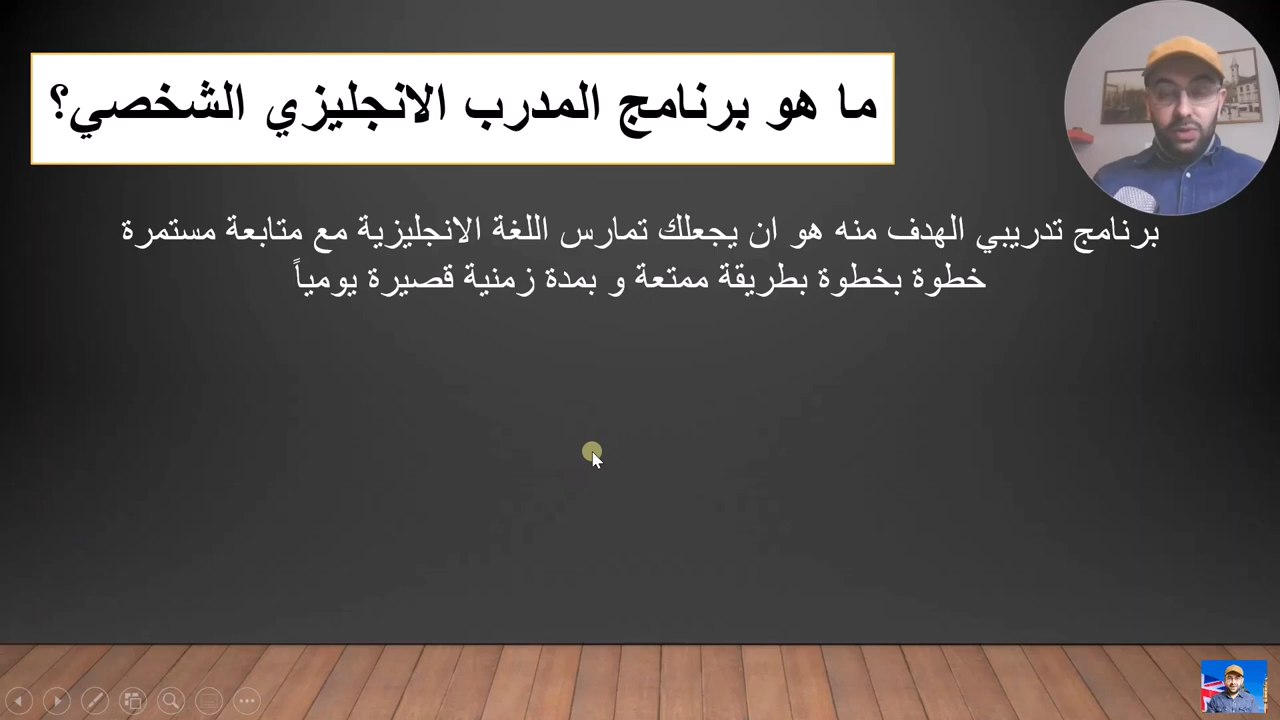 ما هو برنامج المدرب الانجليزي الشخصي؟
برنامج تدريبي الهدف منه هو ان يجعلك تمارس اللغة الانجليزية مع متابعة مستمرة
خطوة بخطوة بطريقة ممتعة و بمدة زمنية قصيرة يومياً